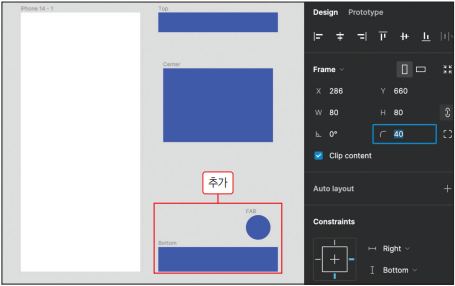 iPhone 14 - 1
Top
Center
추가
FAB
Bottom
Design Prototype
Frame
X 286 Y 660
W 80 H 80
0° 40
Clip content
Auto layout
Constraints
Right
Bottom